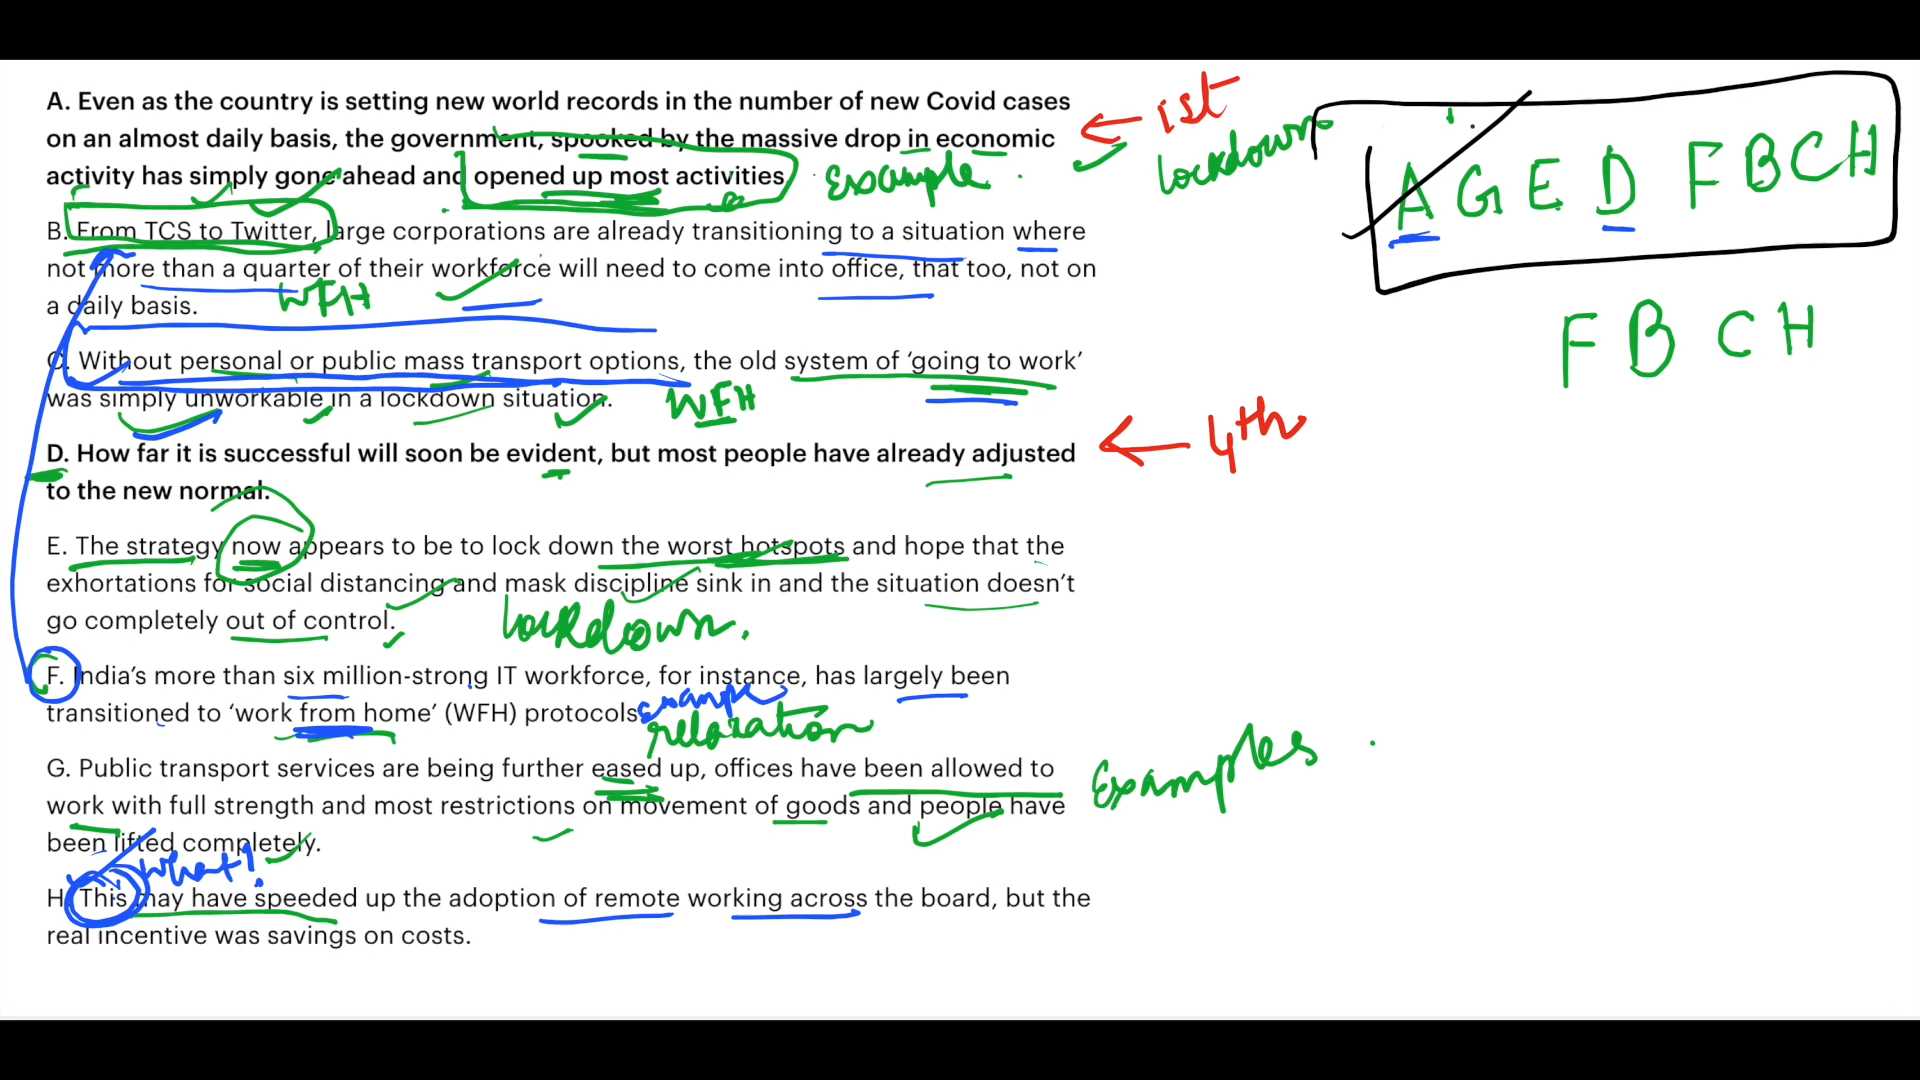 A. Even as the country is setting new world records in the number of new Covid cases
on an almost daily basis, the government, spooked by the massive drop in economic
activity has simply gone ahead and opened up most activities
Example
← 1st
lockdown
A G E D F B C H
B. From TCS to Twitter, large corporations are already transitioning to a situation where
not more than a quarter of their workforce will need to come into office, that too, not on
a daily basis.
WFH
F B C H
C. Without personal or public mass transport options, the old system of ‘going to work’
was simply unworkable in a lockdown situation.
WFH
← 4th
D. How far it is successful will soon be evident, but most people have already adjusted
to the new normal.
E. The strategy now appears to be to lock down the worst hotspots and hope that the
exhortations for social distancing and mask discipline sink in and the situation doesn’t
go completely out of control.
lockdown.
F. India’s more than six million-strong IT workforce, for instance, has largely been
transitioned to ‘work from home’ (WFH) protocols
example
relaxation
G. Public transport services are being further eased up, offices have been allowed to
work with full strength and most restrictions on movement of goods and people have
been lifted completely.
Examples
what?
H. This may have speeded up the adoption of remote working across the board, but the
real incentive was savings on costs.